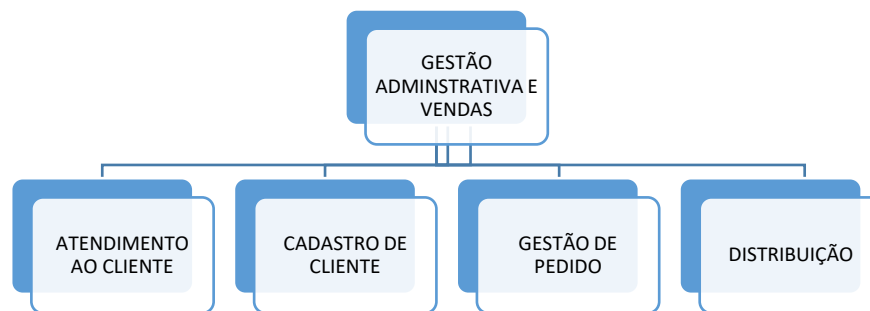 GESTÃO
ADMINSTRATIVA E
VENDAS
ATENDIMENTO
AO CLIENTE
CADASTRO DE
CLIENTE
GESTÃO DE
PEDIDO
DISTRIBUIÇÃO